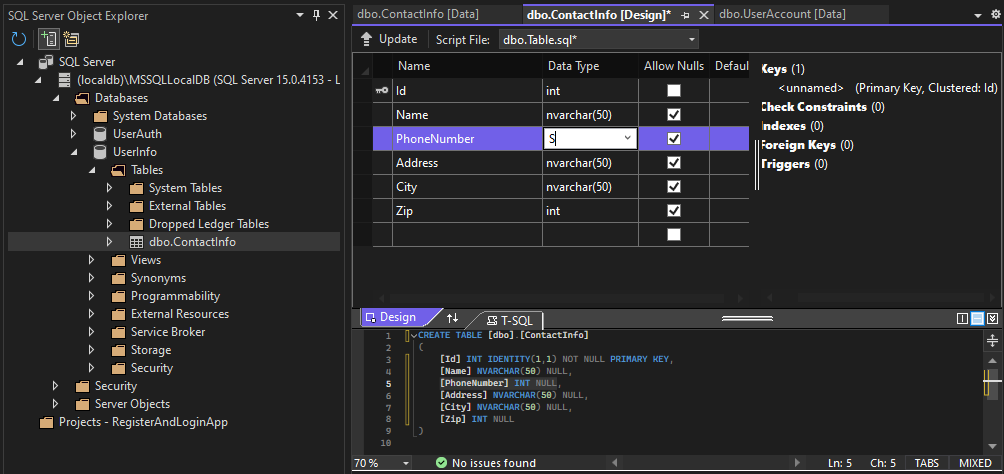 SQL Server Object Explorer
SQL Server
(localdb)\MSSQLLocalDB (SQL Server 15.0.4153 - L
Databases
System Databases
UserAuth
UserInfo
Tables
System Tables
External Tables
Dropped Ledger Tables
dbo.ContactInfo
Views
Synonyms
Programmability
External Resources
Service Broker
Storage
Security
Security
Server Objects
Projects - RegisterAndLoginApp
dbo.ContactInfo [Data]
dbo.ContactInfo [Design]*
dbo.UserAccount [Data]
Update
Script File: dbo.Table.sql*
Name Data Type Allow Nulls Defaul
Id int
Name nvarchar(50)
PhoneNumber S
Address nvarchar(50)
City nvarchar(50)
Zip int
Keys (1)
<unnamed> (Primary Key, Clustered: Id)
Check Constraints (0)
Indexes (0)
Foreign Keys (0)
Triggers (0)
Design
T-SQL
1 CREATE TABLE [dbo].[ContactInfo]
2 (
3 [Id] INT IDENTITY(1,1) NOT NULL PRIMARY KEY,
4 [Name] NVARCHAR(50) NULL,
5 [PhoneNumber] INT NULL,
6 [Address] NVARCHAR(50) NULL,
7 [City] NVARCHAR(50) NULL,
8 [Zip] INT NULL
9 )
10
70 % No issues found Ln: 5 Ch: 5 TABS MIXED